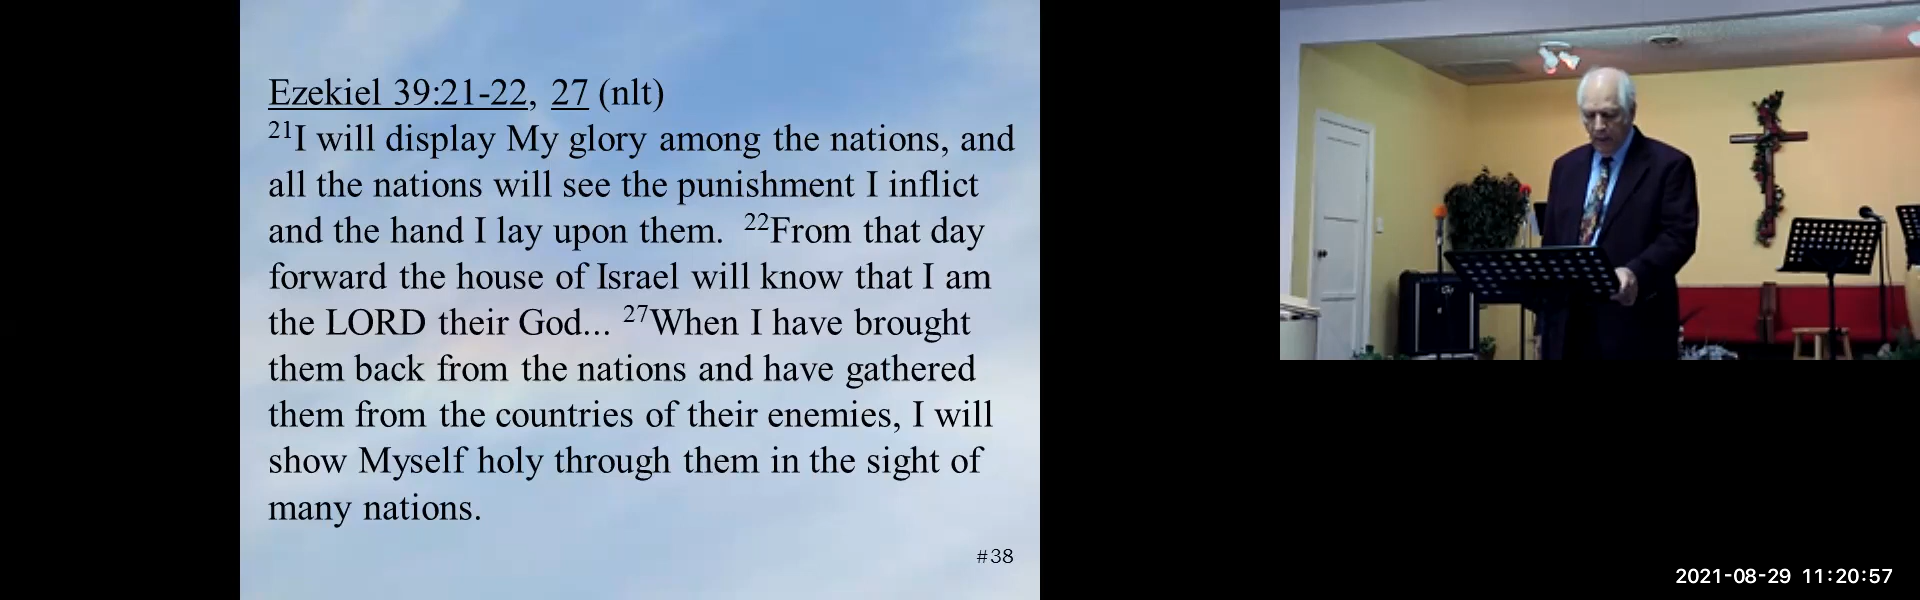 Ezekiel 39:21-22, 27 (nlt)
21I will display My glory among the nations, and
all the nations will see the punishment I inflict
and the hand I lay upon them. 22From that day
forward the house of Israel will know that I am
the LORD their God... 27When I have brought
them back from the nations and have gathered
them from the countries of their enemies, I will
show Myself holy through them in the sight of
many nations.
#38
2021-08-29 11:20:57